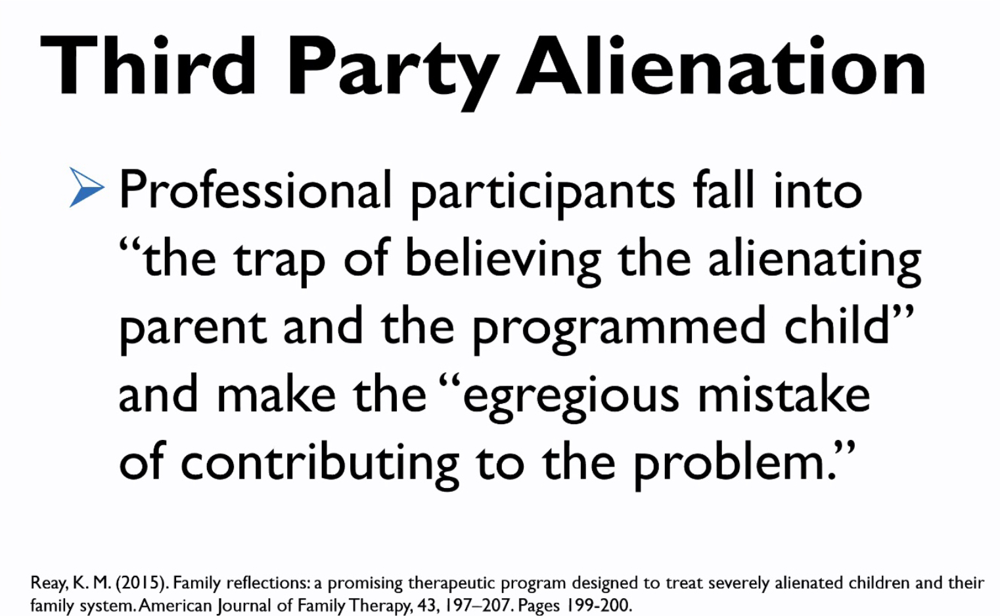 Third Party Alienation
Professional participants fall into
“the trap of believing the alienating
parent and the programmed child”
and make the “egregious mistake
of contributing to the problem.”
Reay, K. M. (2015). Family reflections: a promising therapeutic program designed to treat severely alienated children and their
family system. American Journal of Family Therapy, 43, 197–207. Pages 199-200.